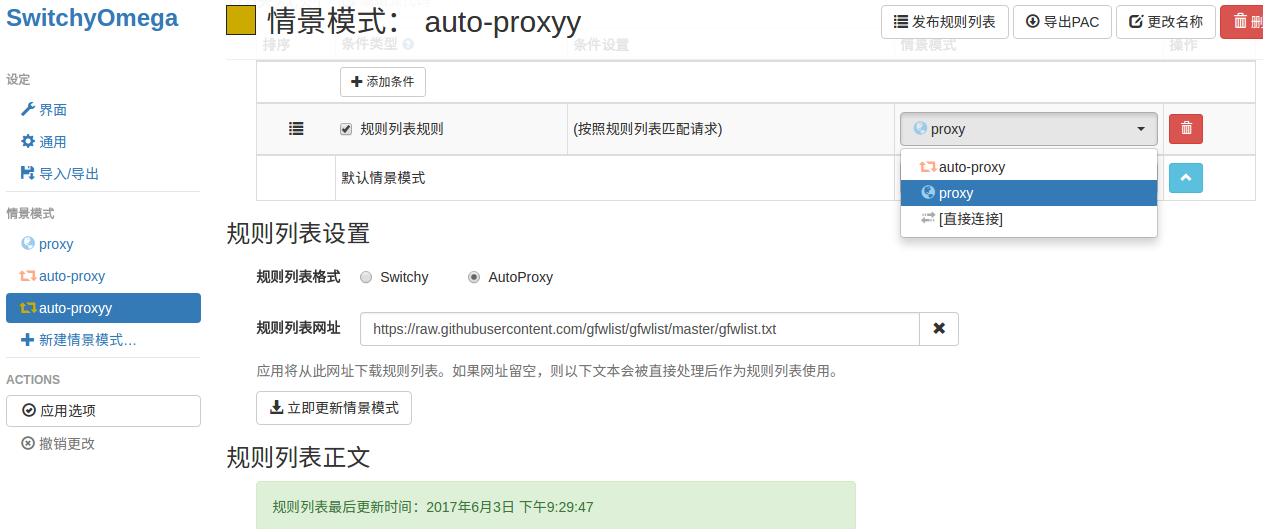 SwitchyOmega
设定
界面
通用
导入/导出
情景模式
proxy
auto-proxy
auto-proxyy
新建情景模式…
ACTIONS
应用选项
撤销更改
情景模式： auto-proxyy
发布规则列表
导出PAC
更改名称
删
排序 条件类型 条件设置 情景模式 操作
添加条件
规则列表规则 (按照规则列表匹配请求) proxy
auto-proxy
proxy
[直接连接]
默认情景模式
规则列表设置
规则列表格式 Switchy AutoProxy
规则列表网址 https://raw.githubusercontent.com/gfwlist/gfwlist/master/gfwlist.txt
应用将从此网址下载规则列表。如果网址留空，则以下文本会被直接处理后作为规则列表使用。
立即更新情景模式
规则列表正文
规则列表最后更新时间：2017年6月3日 下午9:29:47